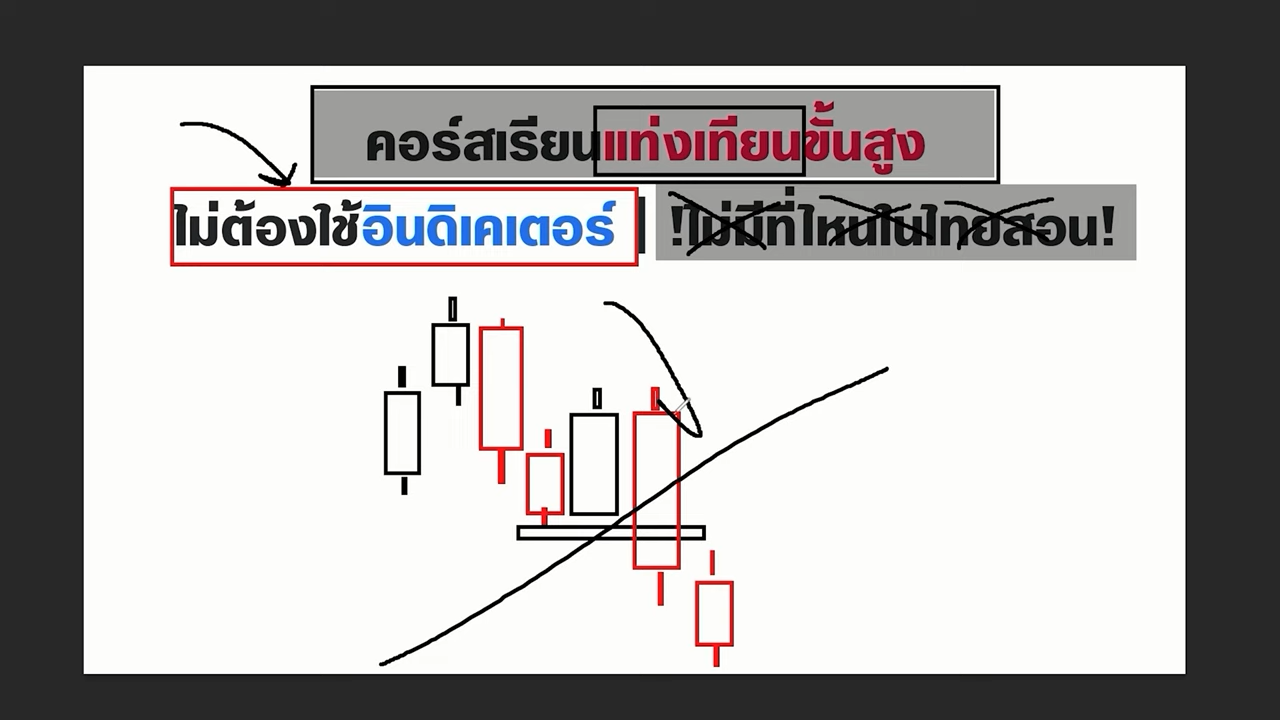 คอร์สเรียนแท่งเทียนขั้นสูง
ไม่ต้องใช้อินดิเคเตอร์ | !ไม่มีที่ไหนในไทยสอน!